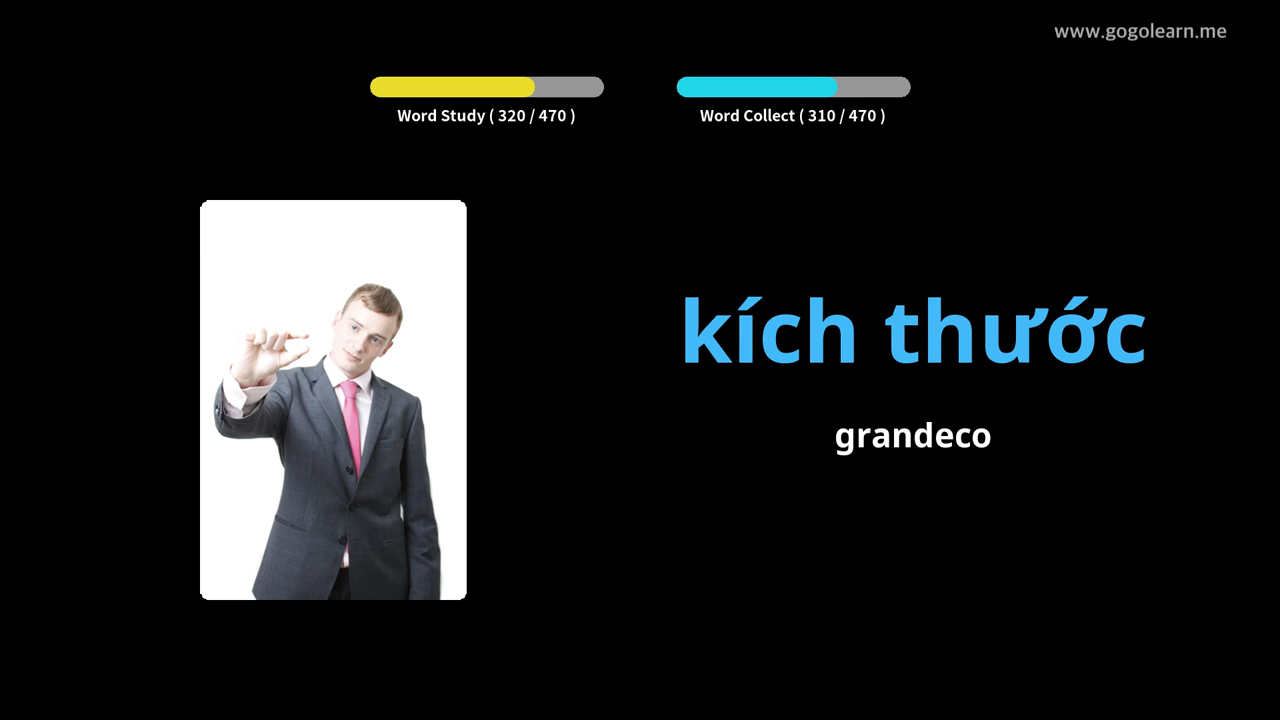 www.gogolearn.me
Word Study ( 320 / 470 )
Word Collect ( 310 / 470 )
kích thước
grandeco